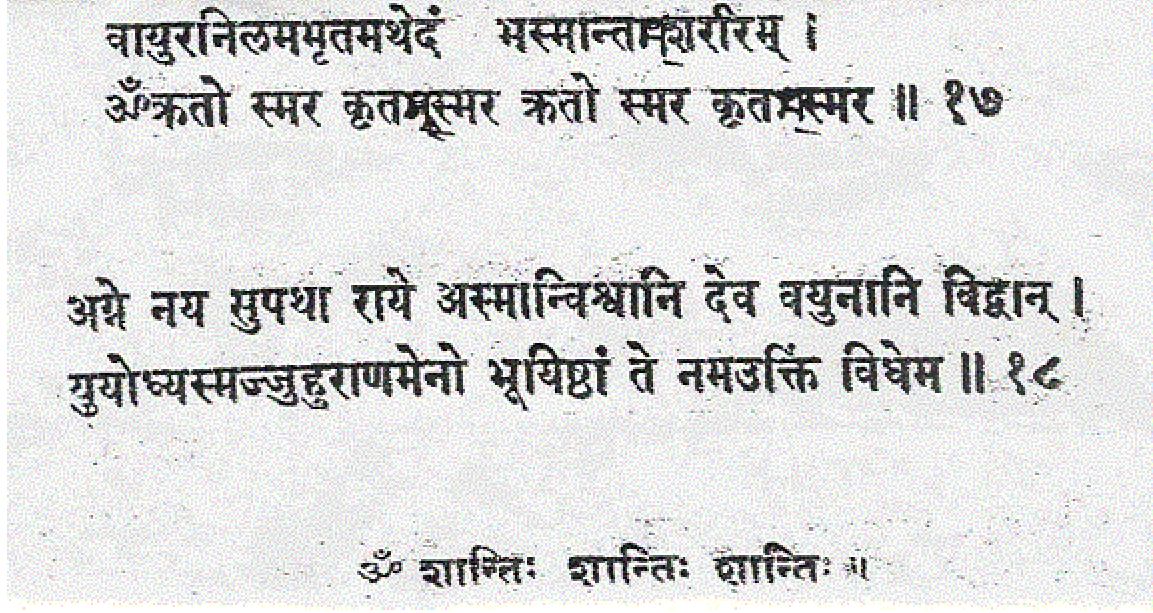 वायुरनिलममृतमथेदं भस्मान्तꣳशरीरम् ।
ॐ क्रतो स्मर कृतꣳस्मर क्रतो स्मर कृतꣳस्मर ॥ १७
अग्ने नय सुपथा राये अस्मान्विश्वानि देव वयुनानि विद्वान् ।
युयोध्यस्मज्जुहुराणमेनो भूयिष्ठां ते नमउक्तिं विधेम ॥ १८
ॐ शान्तिः शान्तिः शान्तिः ॥